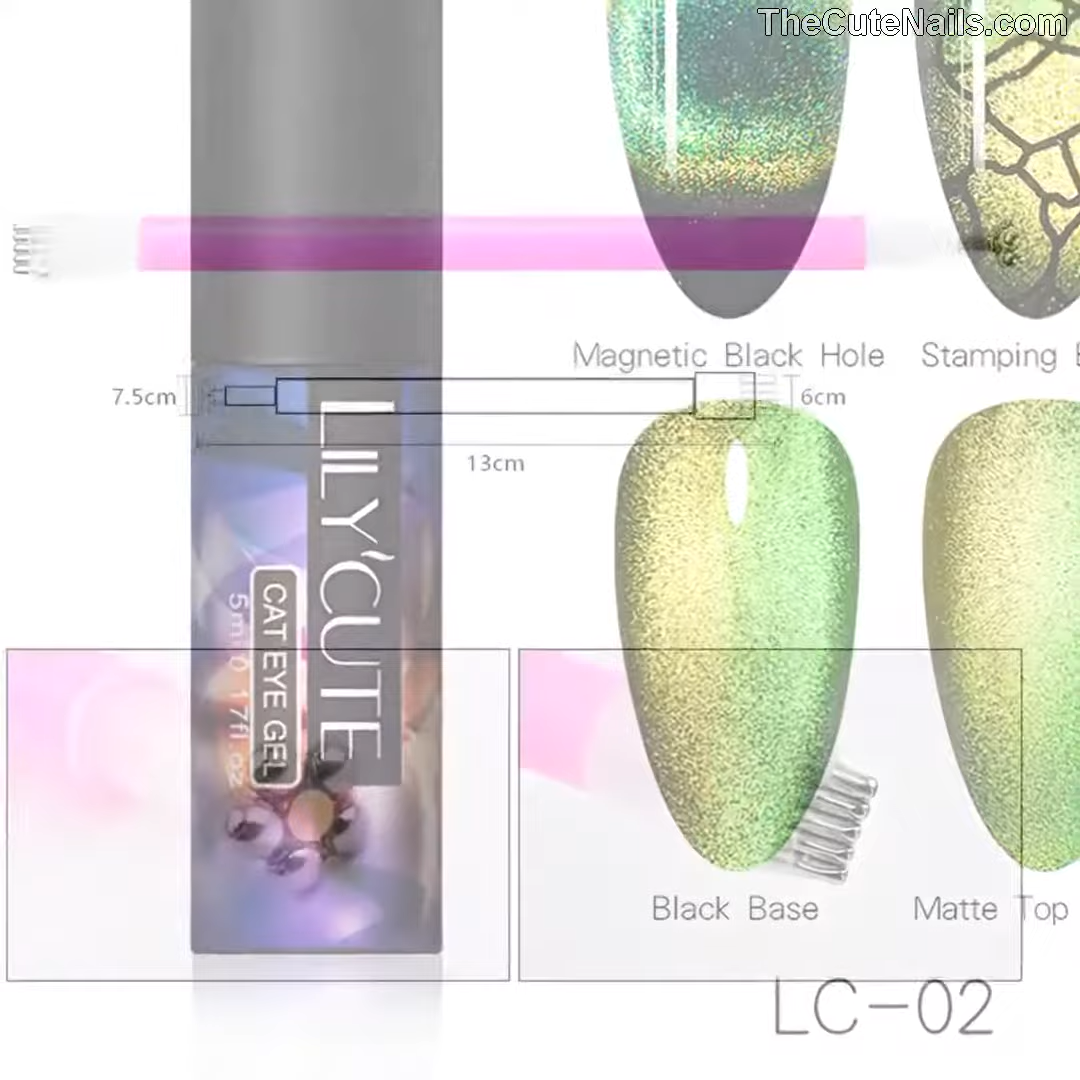 TheCuteNails.com
Magnetic Black Hole
Stamping
7.5cm
6cm
13cm
LILY'CUTE
CAT EYE GEL
5ml 0.17fl oz
Black Base
Matte Top
LC-02